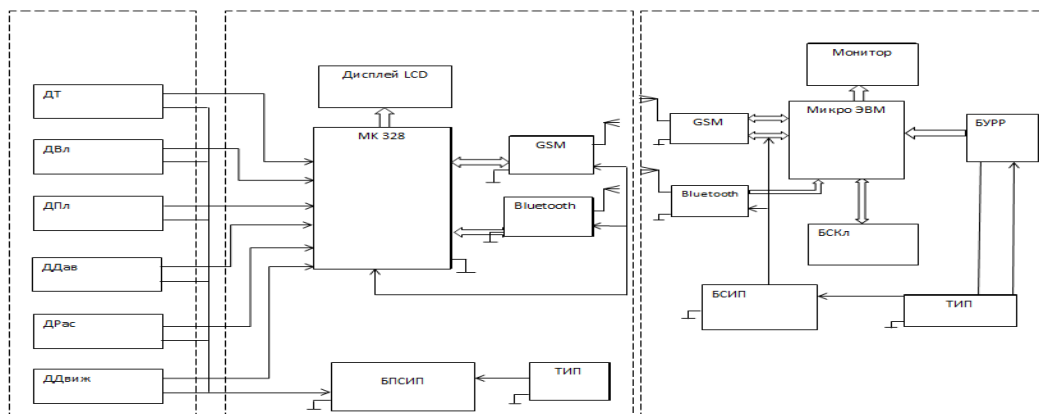 ДТ
ДВл
ДПл
ДДав
ДРас
ДДвиж
Дисплей LCD
МК 328
GSM
Bluetooth
БПСИП
ТИП
Монитор
Микро ЭВМ
GSM
БУРР
Bluetooth
БСКл
БСИП
ТИП